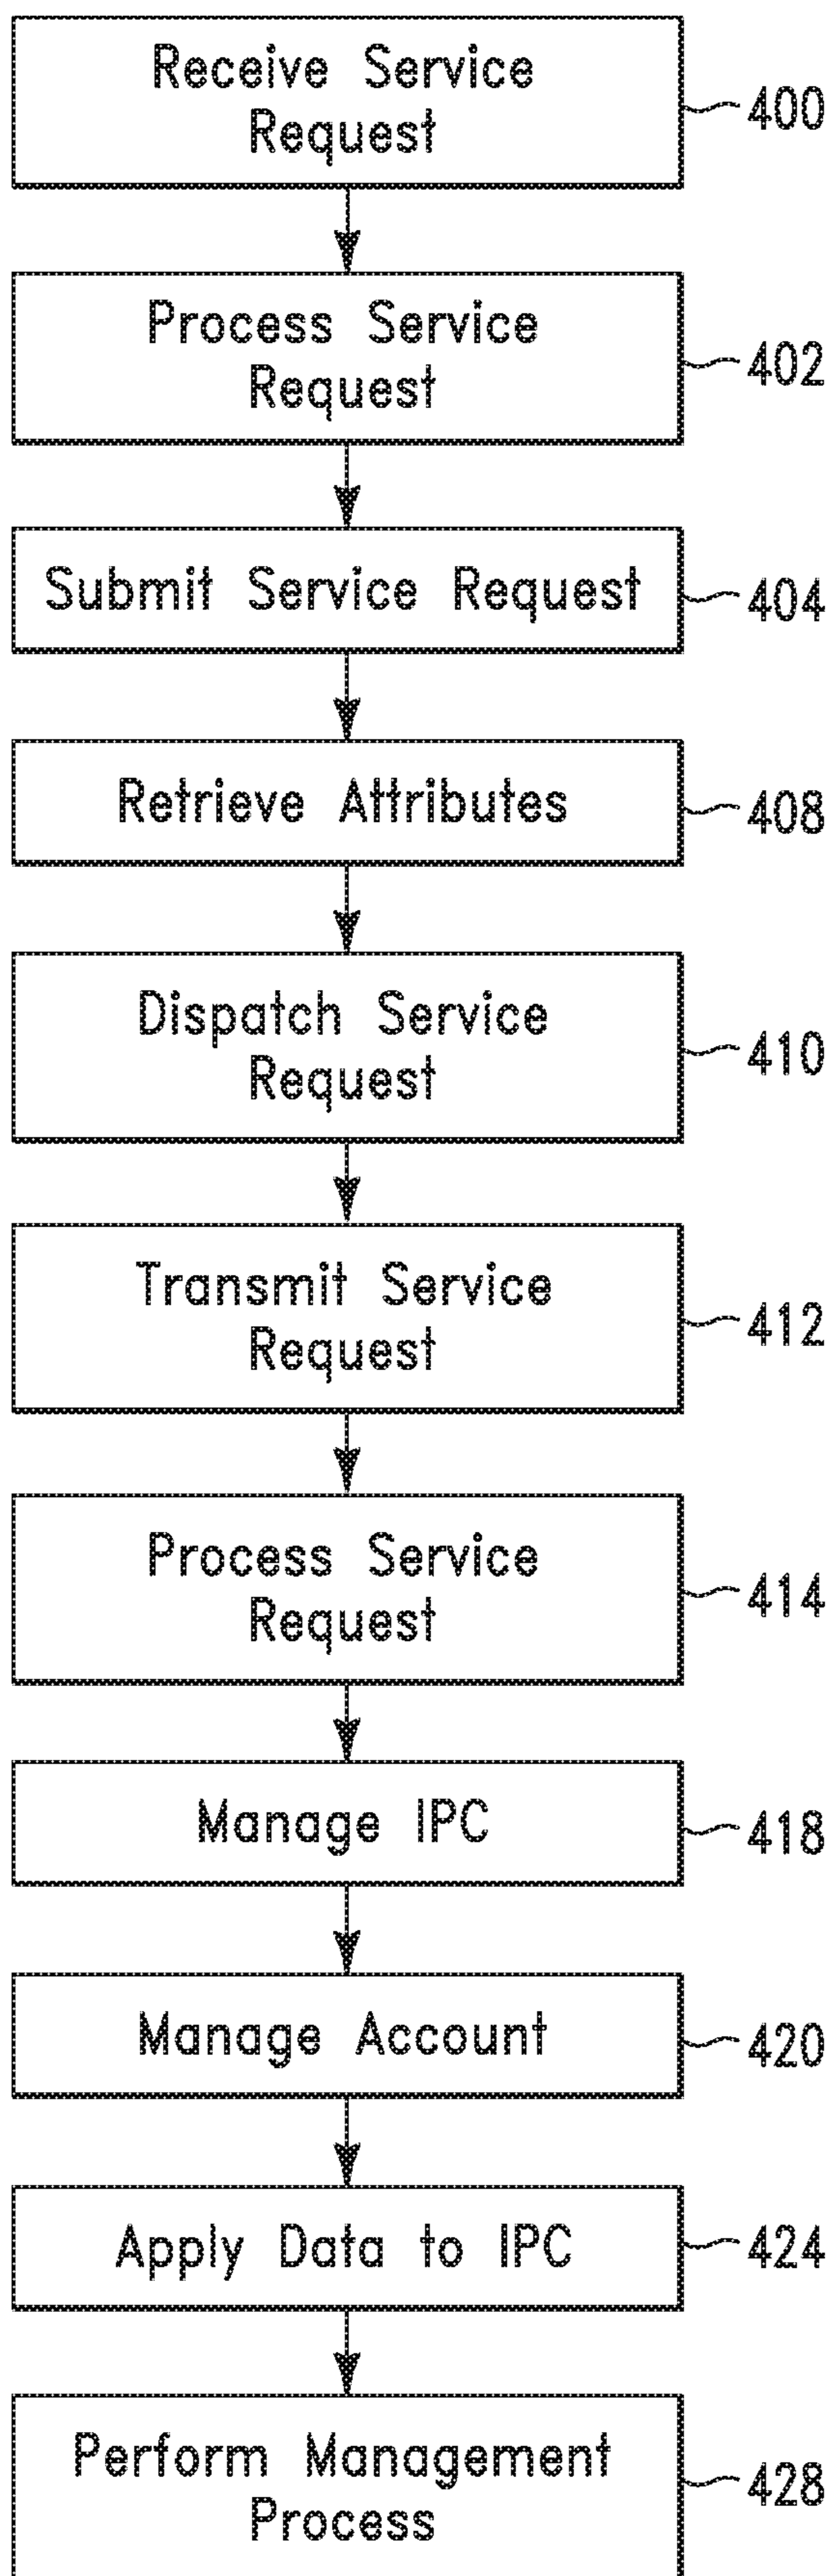 Receive Service
Request
400
Process Service
Request
402
Submit Service Request
404
Retrieve Attributes
408
Dispatch Service
Request
410
Transmit Service
Request
412
Process Service
Request
414
Manage IPC
418
Manage Account
420
Apply Data to IPC
424
Perform Management
Process
428